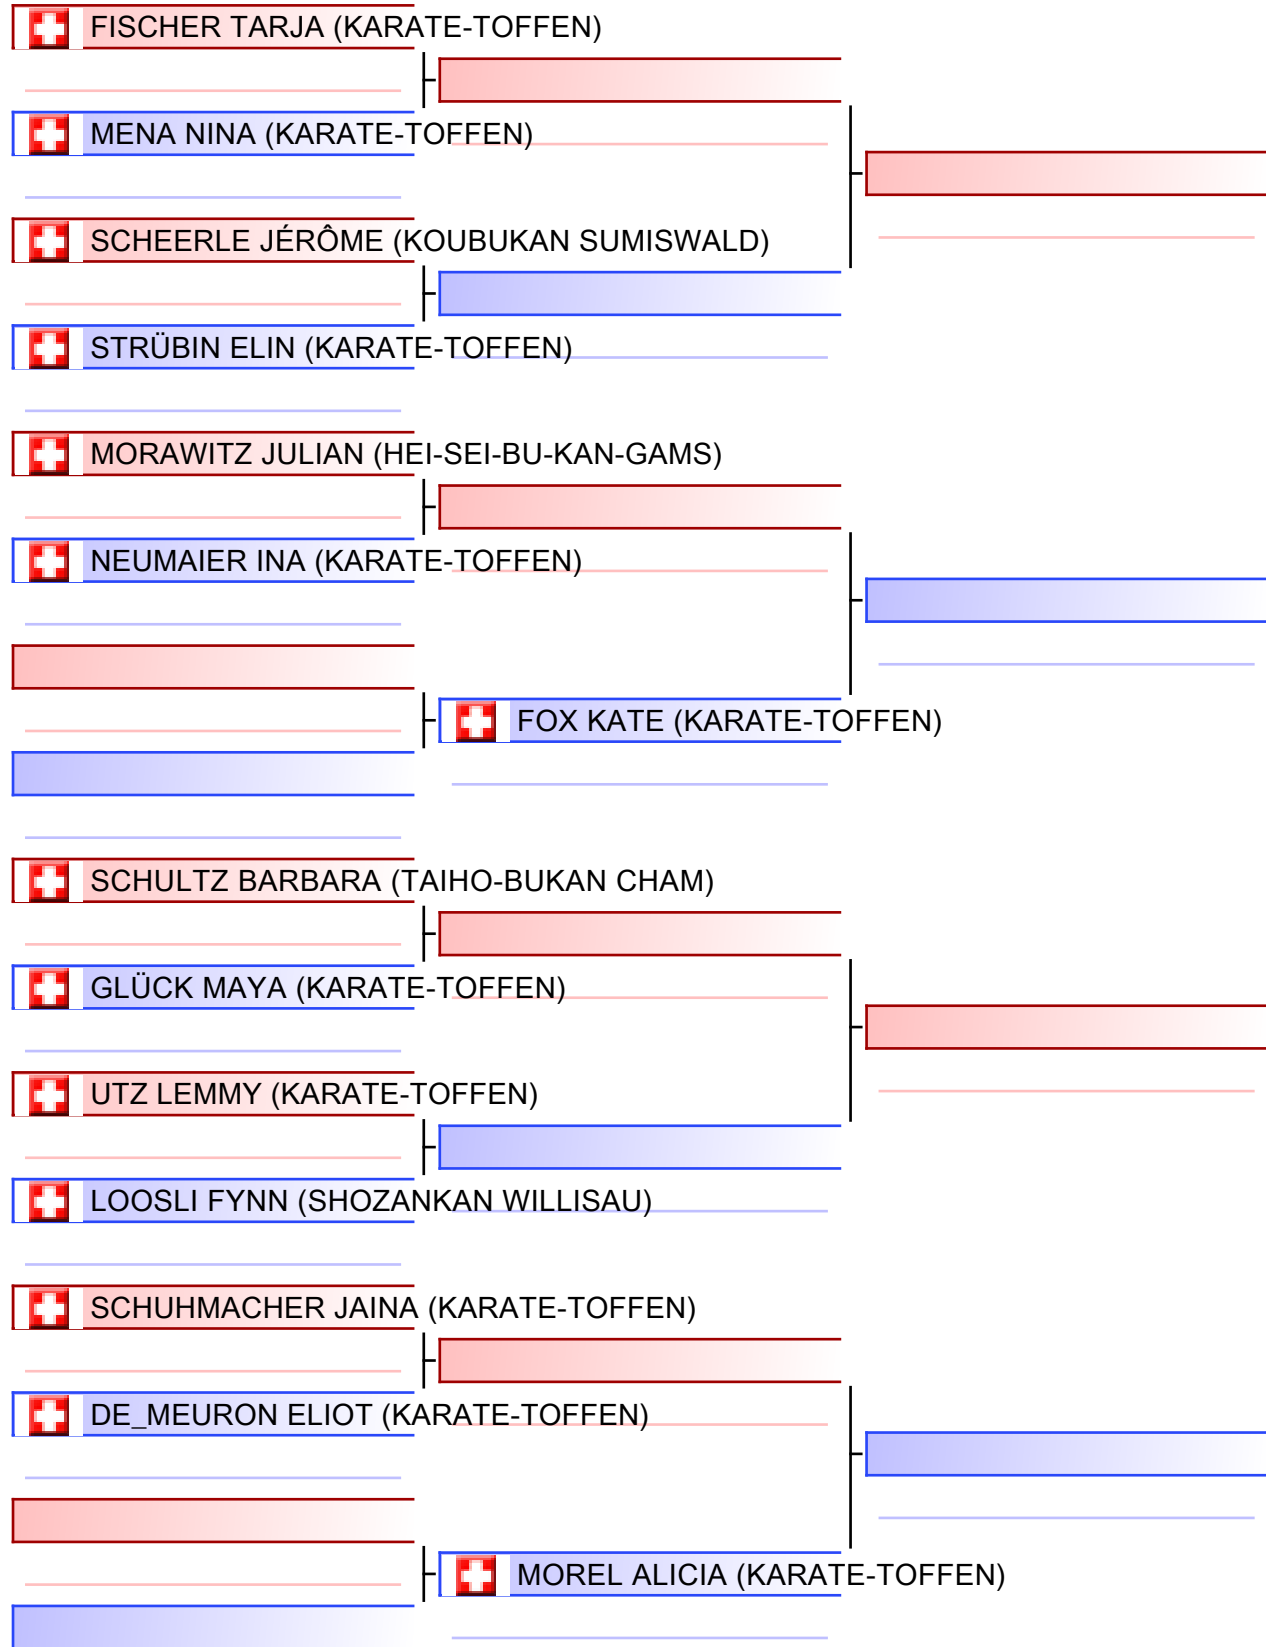 FISCHER TARJA (KARATE-TOFFEN)
MENA NINA (KARATE-TOFFEN)
SCHEERLE JÉRÔME (KOUBUKAN SUMISWALD)
STRÜBIN ELIN (KARATE-TOFFEN)
MORAWITZ JULIAN (HEI-SEI-BU-KAN-GAMS)
NEUMAIER INA (KARATE-TOFFEN)
FOX KATE (KARATE-TOFFEN)
SCHULTZ BARBARA (TAIHO-BUKAN CHAM)
GLÜCK MAYA (KARATE-TOFFEN)
UTZ LEMMY (KARATE-TOFFEN)
LOOSLI FYNN (SHOZANKAN WILLISAU)
SCHUHMACHER JAINA (KARATE-TOFFEN)
DE_MEURON ELIOT (KARATE-TOFFEN)
MOREL ALICIA (KARATE-TOFFEN)